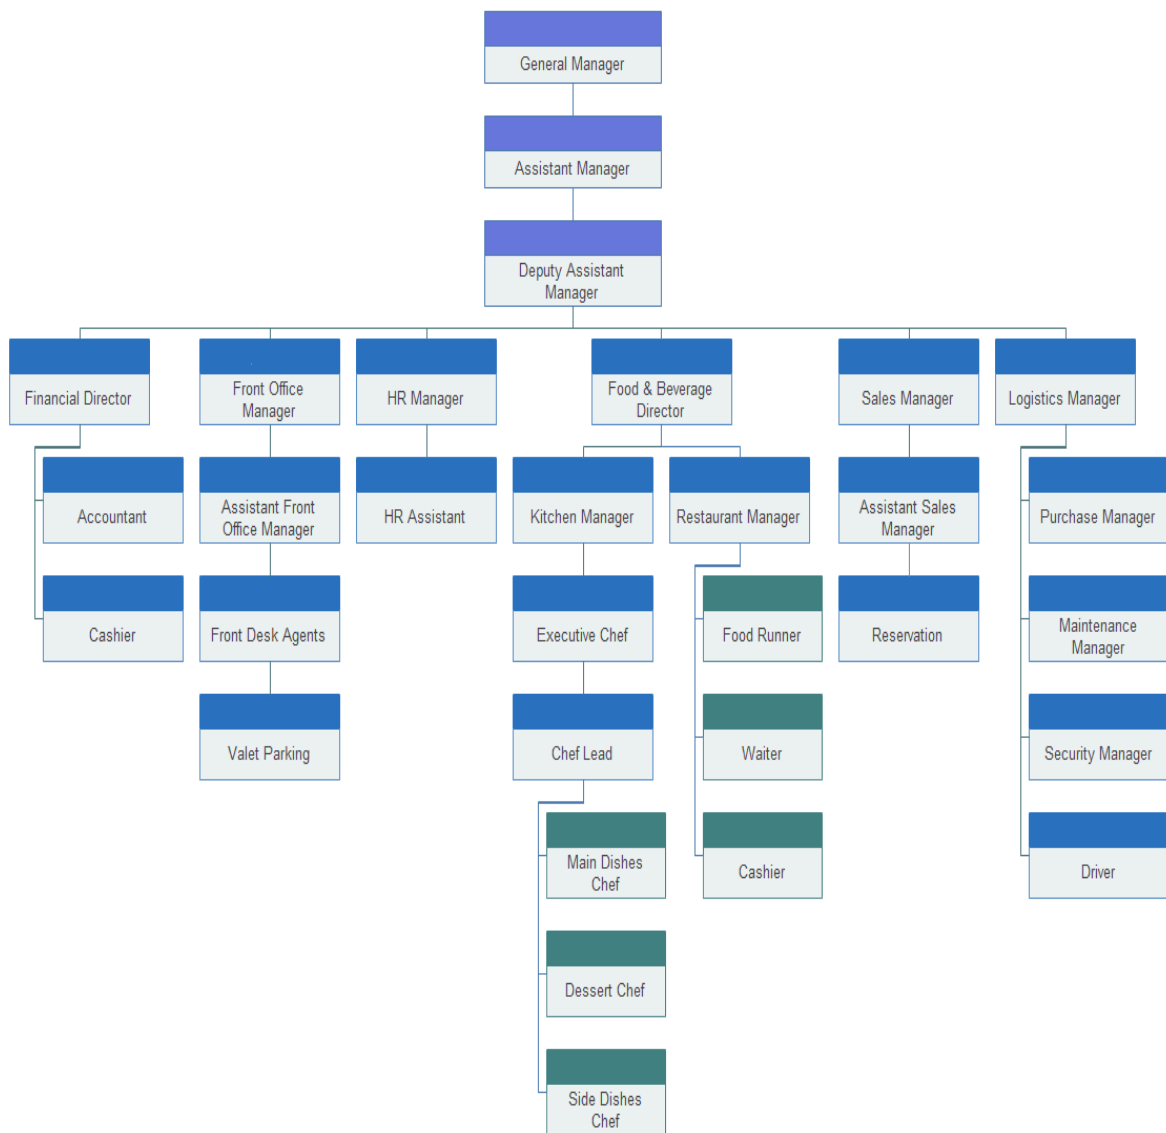 General Manager
Assistant Manager
Deputy Assistant
Manager
Financial Director
Front Office
Manager
HR Manager
Food & Beverage
Director
Sales Manager
Logistics Manager
Accountant
Assistant Front
Office Manager
HR Assistant
Kitchen Manager
Restaurant Manager
Assistant Sales
Manager
Purchase Manager
Cashier
Front Desk Agents
Executive Chef
Food Runner
Reservation
Maintenance
Manager
Valet Parking
Chef Lead
Waiter
Security Manager
Main Dishes
Chef
Cashier
Driver
Dessert Chef
Side Dishes
Chef